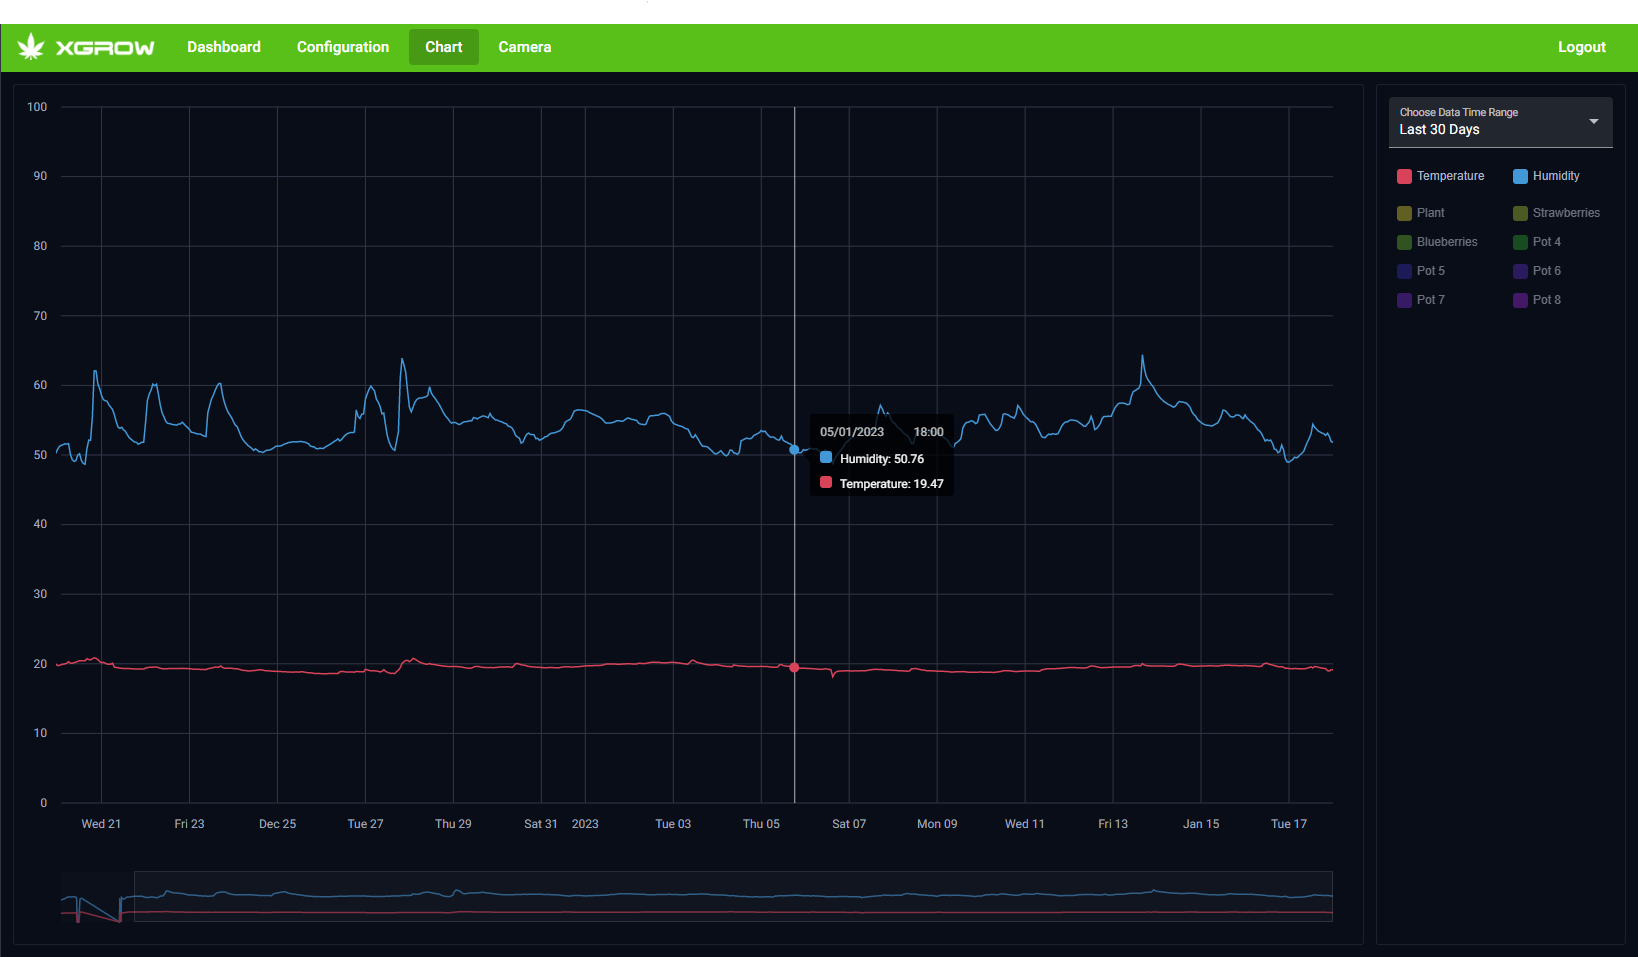 XGROW
Dashboard
Configuration
Chart
Camera
Logout
100
90
80
70
60
50
40
30
20
10
0
05/01/2023 18:00
Humidity: 50.76
Temperature: 19.47
Wed 21
Fri 23
Dec 25
Tue 27
Thu 29
Sat 31
2023
Tue 03
Thu 05
Sat 07
Mon 09
Wed 11
Fri 13
Jan 15
Tue 17
Choose Data Time Range
Last 30 Days
Temperature
Humidity
Plant
Strawberries
Blueberries
Pot 4
Pot 5
Pot 6
Pot 7
Pot 8